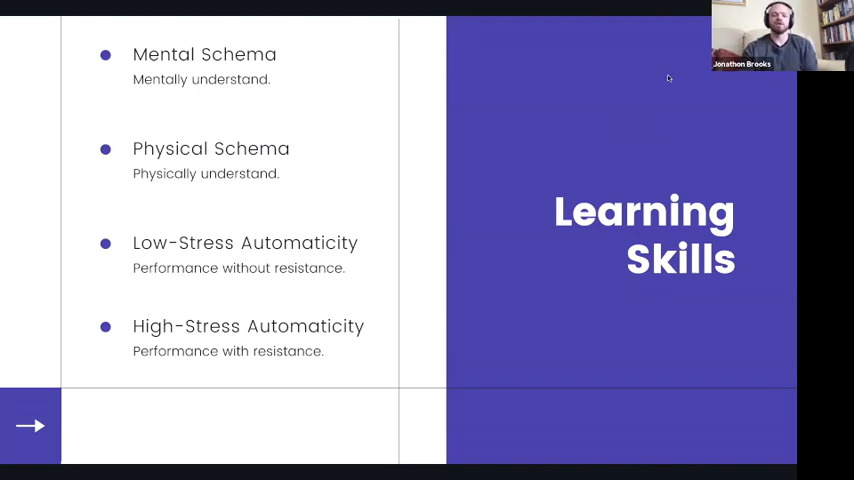 Mental Schema
Mentally understand.
Physical Schema
Physically understand.
Low-Stress Automaticity
Performance without resistance.
High-Stress Automaticity
Performance with resistance.
Learning
Skills
Jonathon Brooks